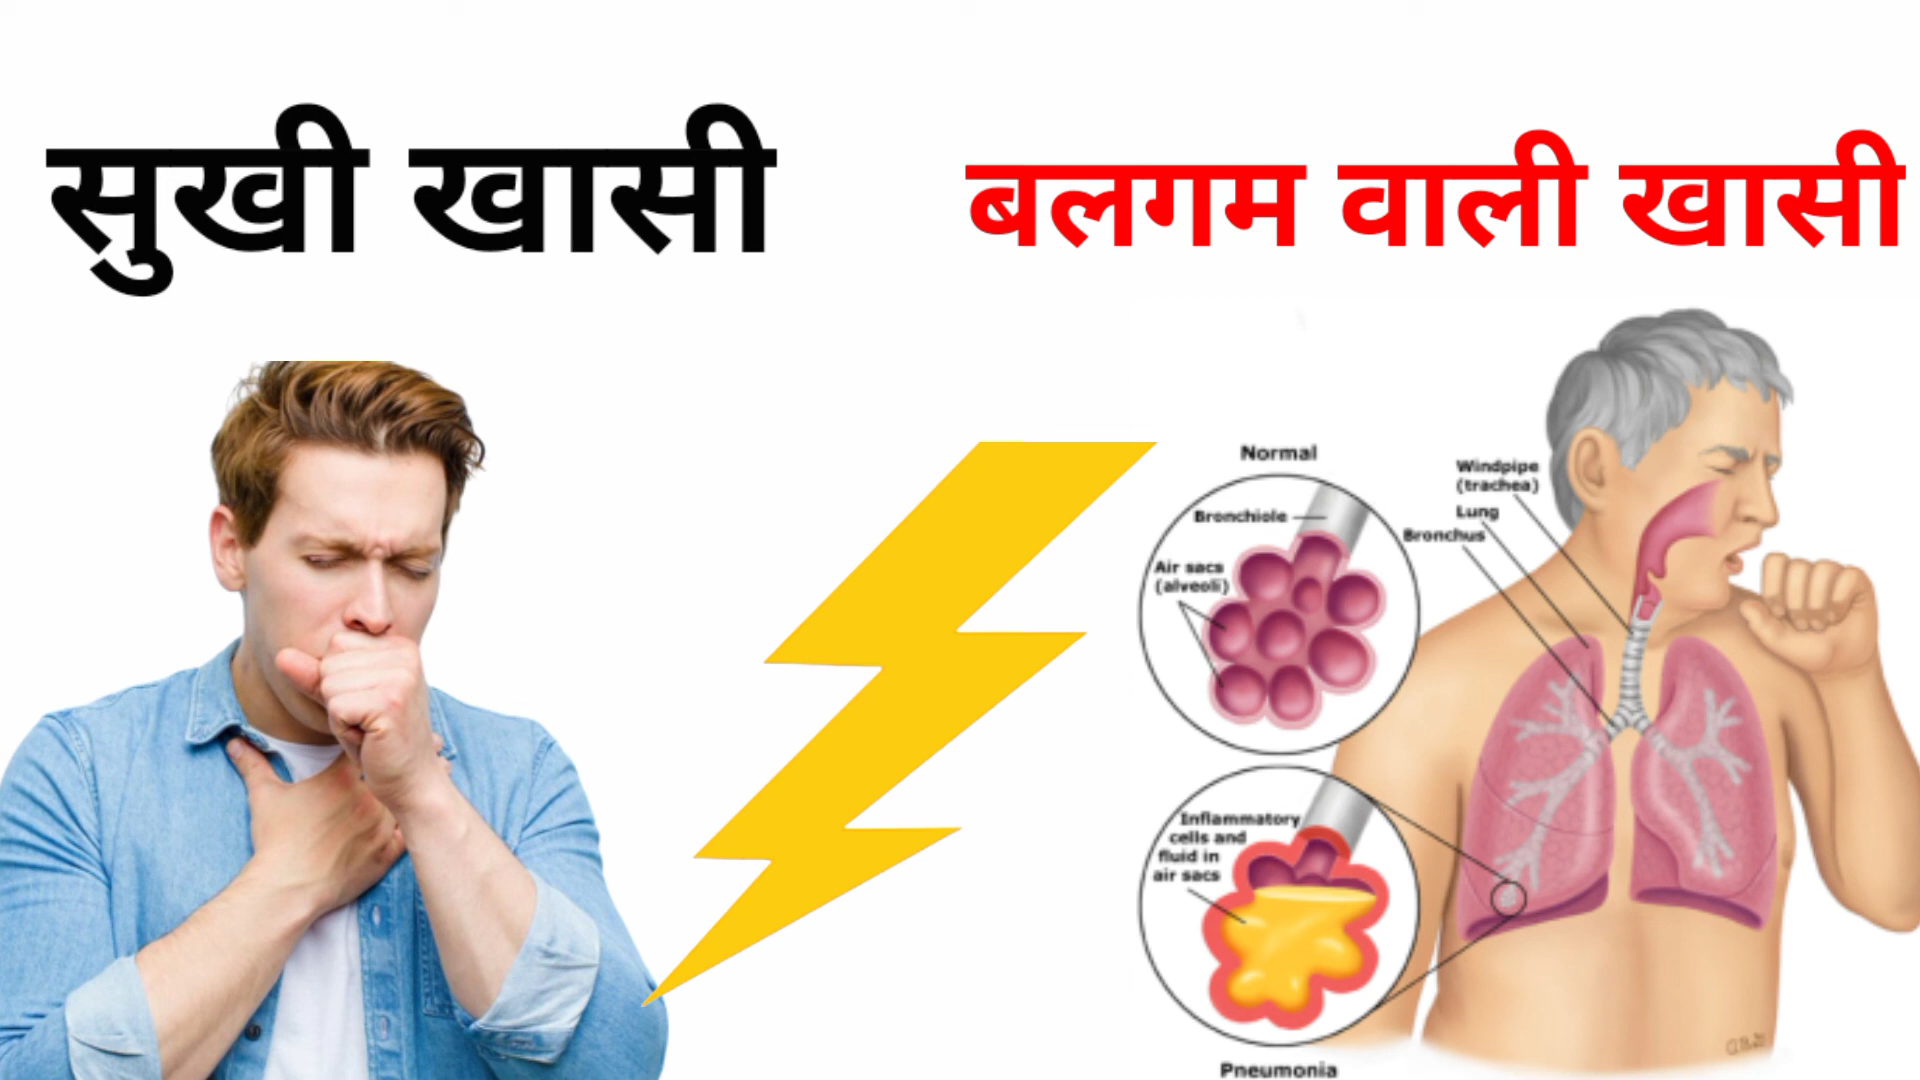 सुखी खासी
बलगम वाली खासी
Normal
Bronchiole
Air sacs
(alveoli)
Windpipe
(trachea)
Lung
Bronchus
Inflammatory
cells and
fluid in
air sacs
Pneumonia